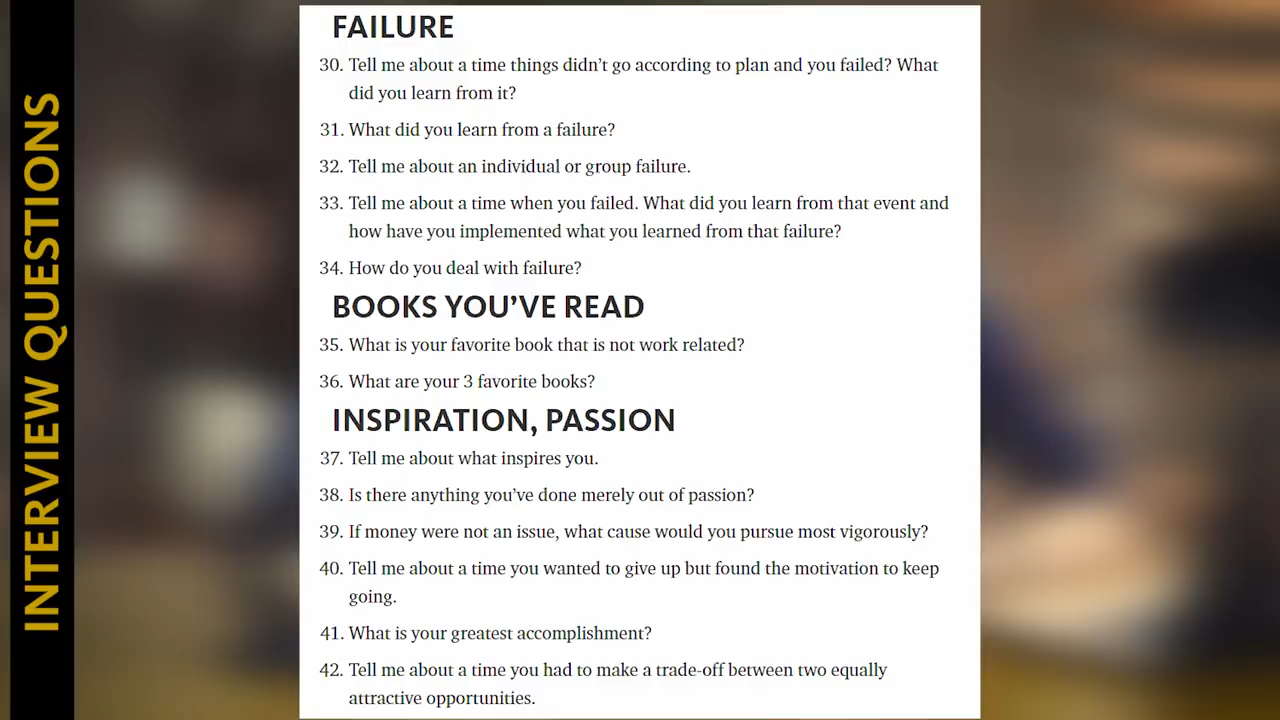 INTERVIEW QUESTIONS
FAILURE
30. Tell me about a time things didn't go according to plan and you failed? What
did you learn from it?
31. What did you learn from a failure?
32. Tell me about an individual or group failure.
33. Tell me about a time when you failed. What did you learn from that event and
how have you implemented what you learned from that failure?
34. How do you deal with failure?
BOOKS YOU'VE READ
35. What is your favorite book that is not work related?
36. What are your 3 favorite books?
INSPIRATION, PASSION
37. Tell me about what inspires you.
38. Is there anything you've done merely out of passion?
39. If money were not an issue, what cause would you pursue most vigorously?
40. Tell me about a time you wanted to give up but found the motivation to keep
going.
41. What is your greatest accomplishment?
42. Tell me about a time you had to make a trade-off between two equally
attractive opportunities.